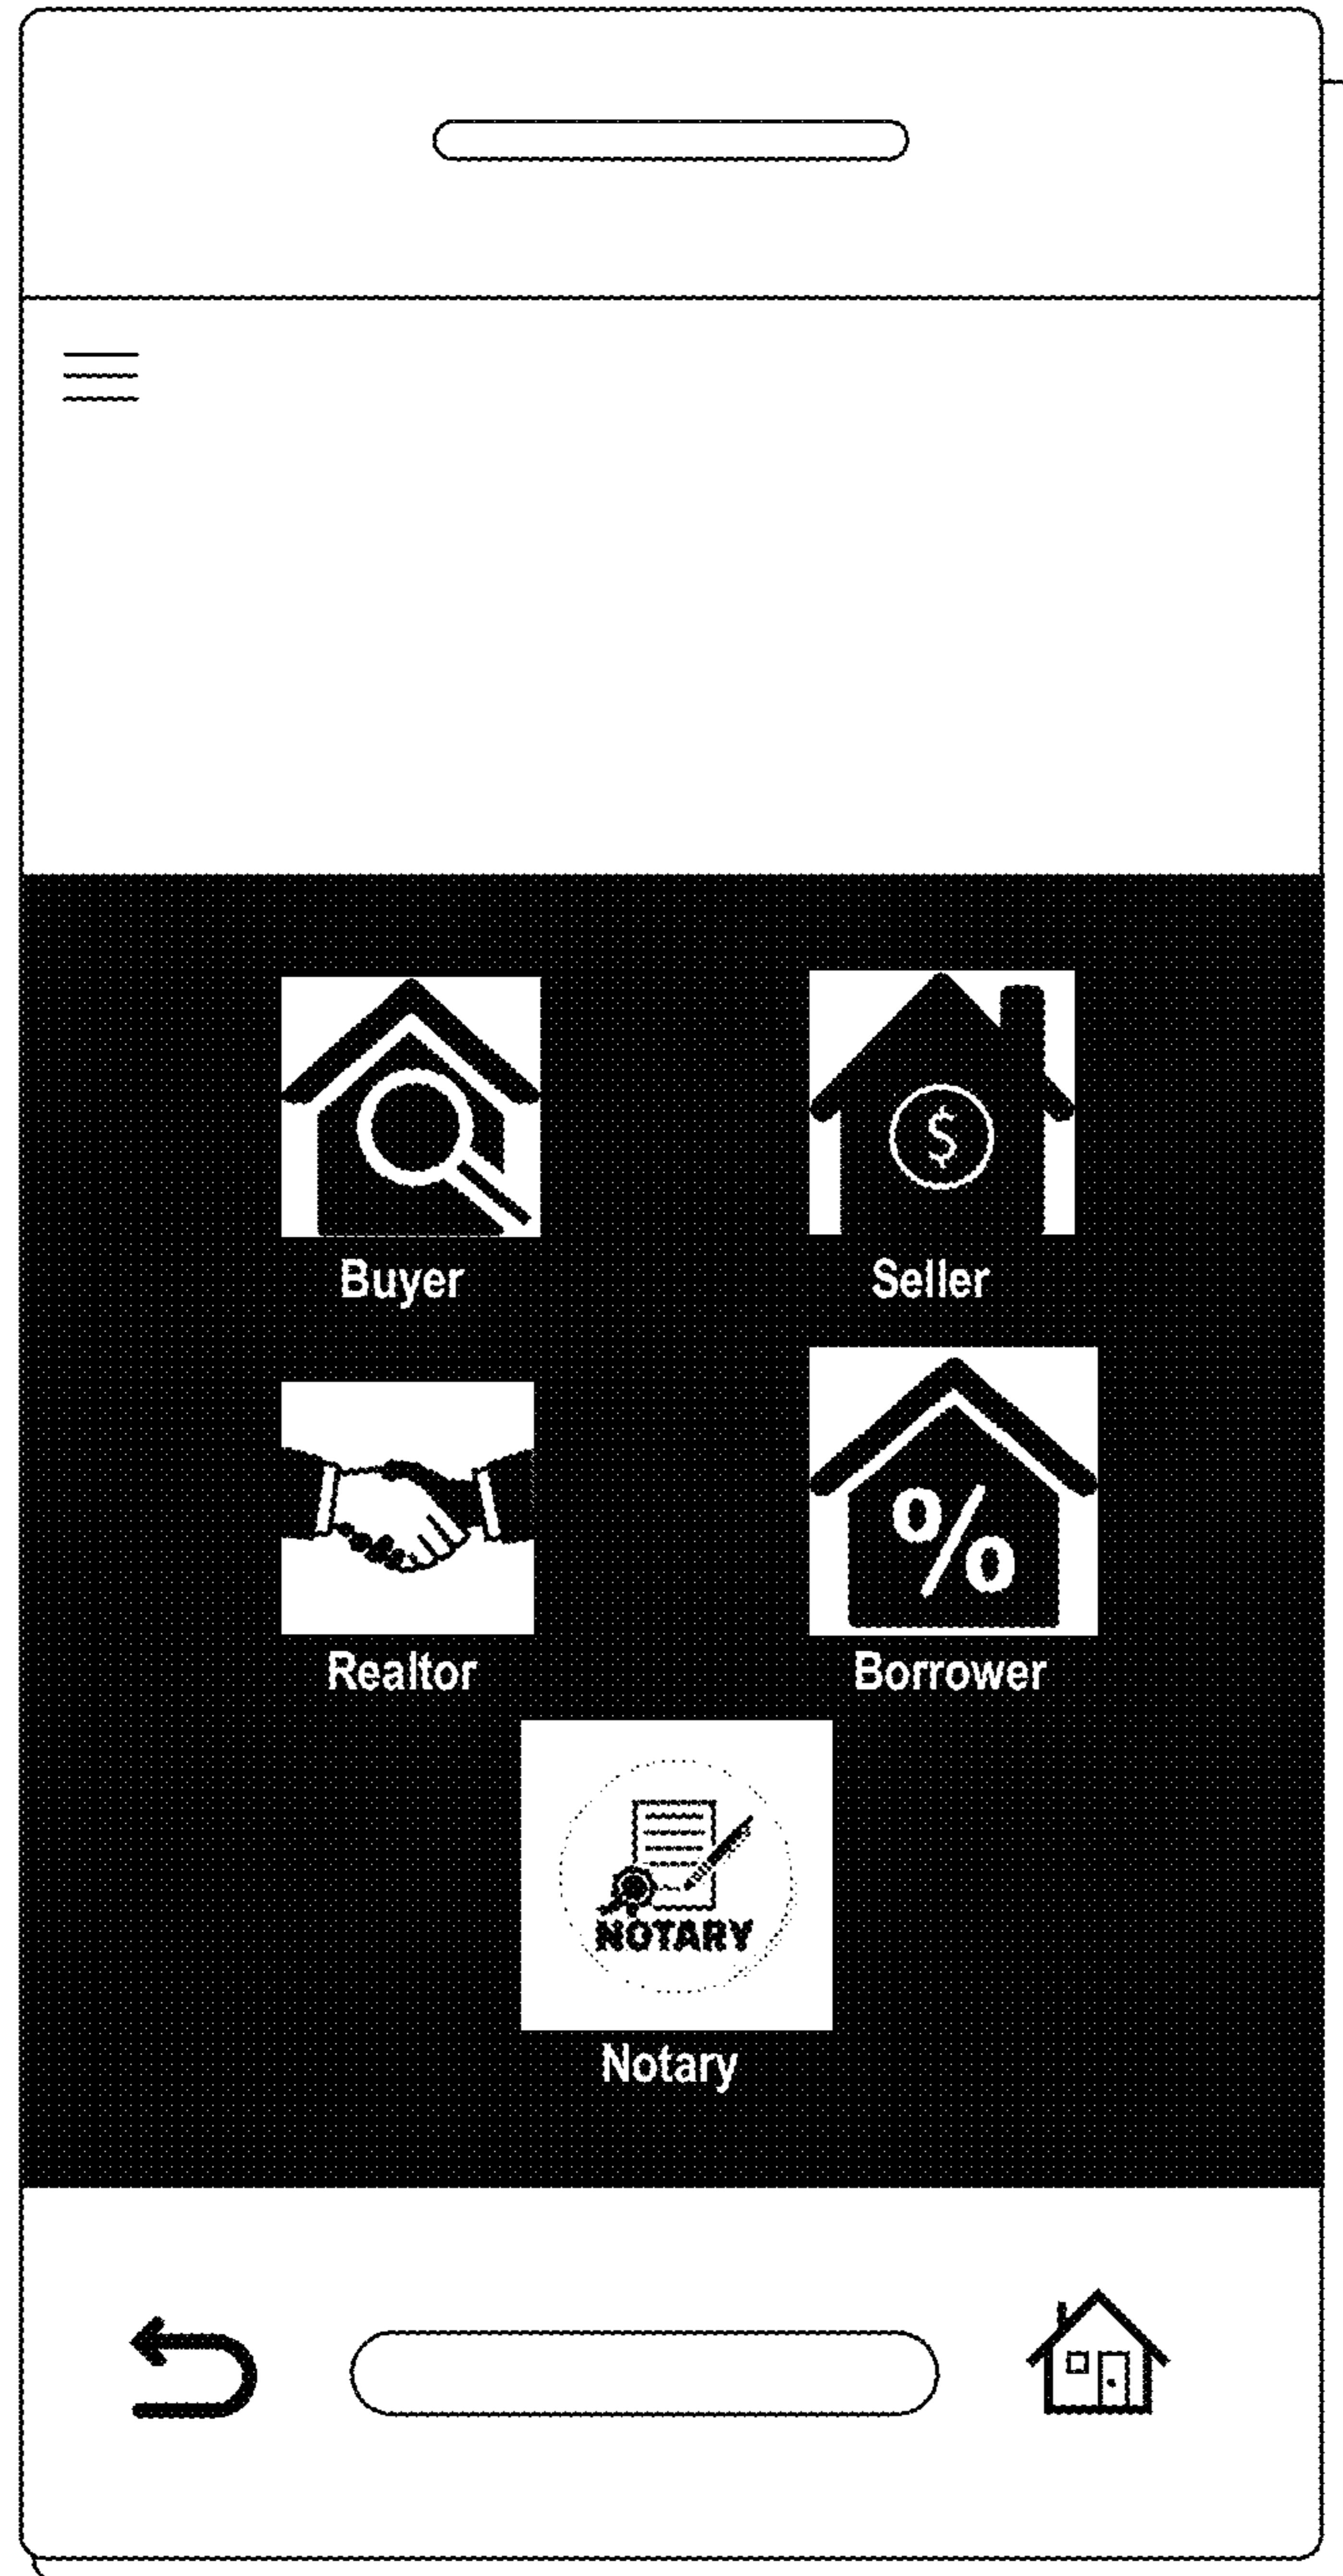 Buyer
Seller
$
Realtor
Borrower
%
NOTARY
Notary